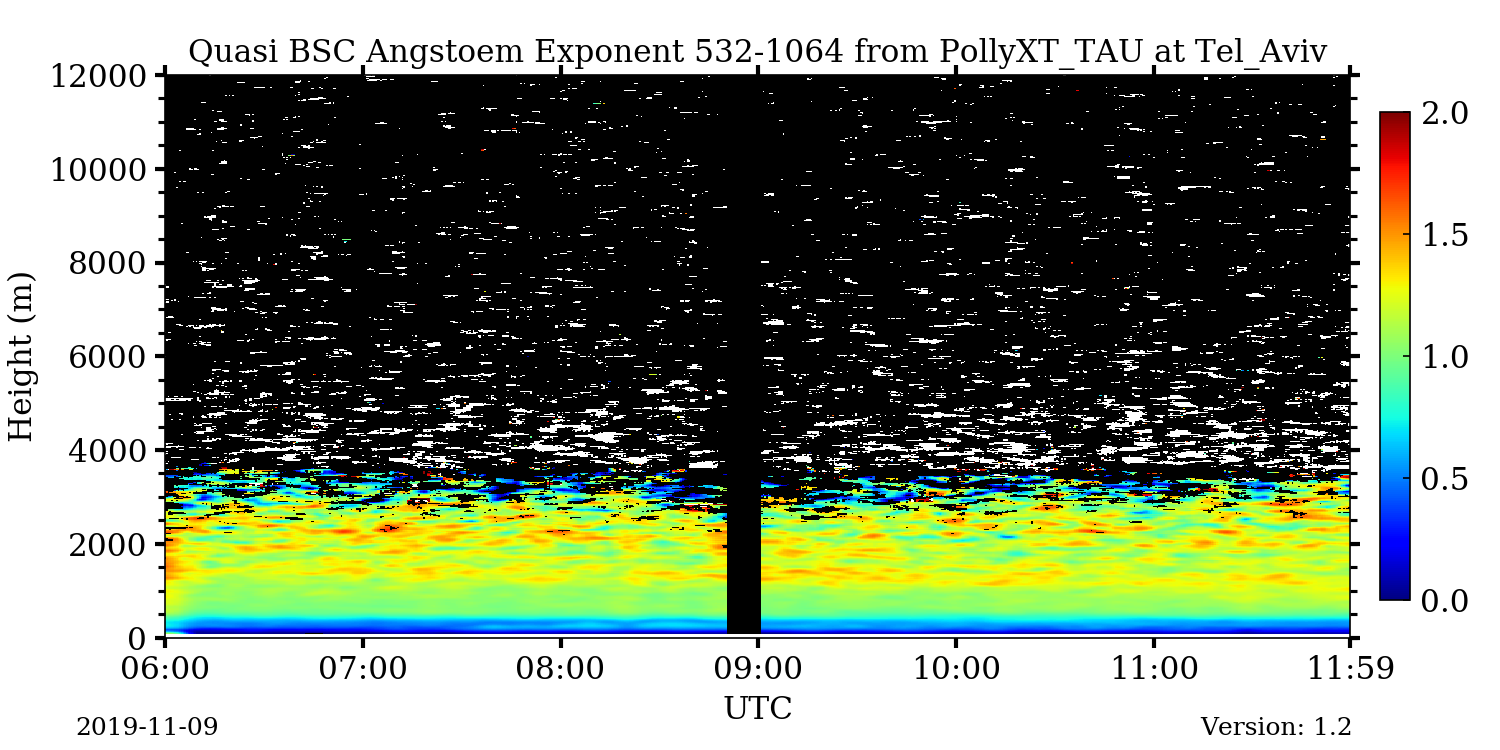 Quasi BSC Angstoem Exponent 532-1064 from PollyXT_TAU at Tel_Aviv
12000
10000
8000
6000
4000
2000
0
Height (m)
06:00 07:00 08:00 09:00 10:00 11:00 11:59
UTC
2.0
1.5
1.0
0.5
0.0
2019-11-09
Version: 1.2